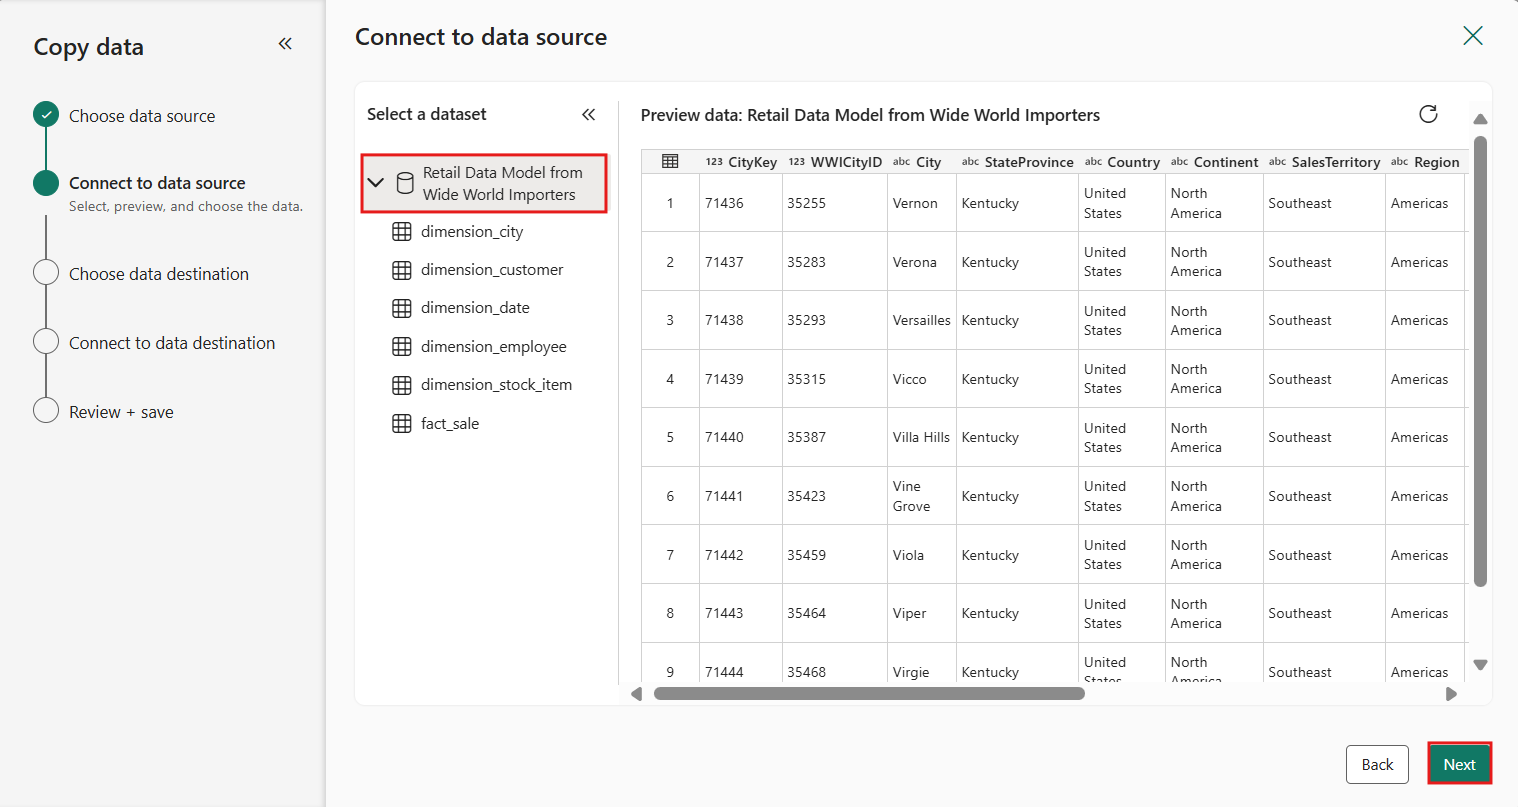 Copy data
Choose data source
Connect to data source
Select, preview, and choose the data.
Choose data destination
Connect to data destination
Review + save
Connect to data source
Select a dataset
Retail Data Model from
Wide World Importers
dimension_city
dimension_customer
dimension_date
dimension_employee
dimension_stock_item
fact_sale
Preview data: Retail Data Model from Wide World Importers
123 CityKey 123 WWICityID abc City abc StateProvince abc Country abc Continent abc SalesTerritory abc Region
1 71436 35255 Vernon Kentucky United States North America Southeast Americas
2 71437 35283 Verona Kentucky United States North America Southeast Americas
3 71438 35293 Versailles Kentucky United States North America Southeast Americas
4 71439 35315 Vicco Kentucky United States North America Southeast Americas
5 71440 35387 Villa Hills Kentucky United States North America Southeast Americas
6 71441 35423 Vine Grove Kentucky United States North America Southeast Americas
7 71442 35459 Viola Kentucky United States North America Southeast Americas
8 71443 35464 Viper Kentucky United States North America Southeast Americas
9 71444 35468 Virgie Kentucky United States North America Southeast Americas
Back
Next